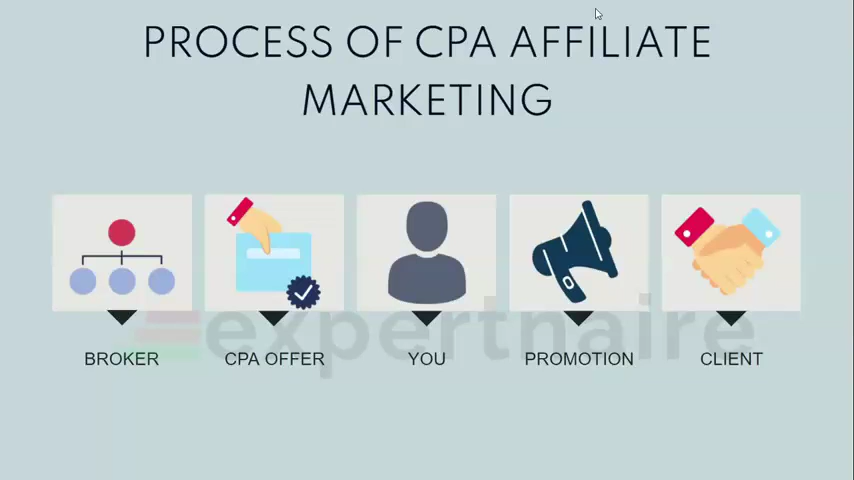 PROCESS OF CPA AFFILIATE
MARKETING
expertnaire
BROKER
CPA OFFER
YOU
PROMOTION
CLIENT